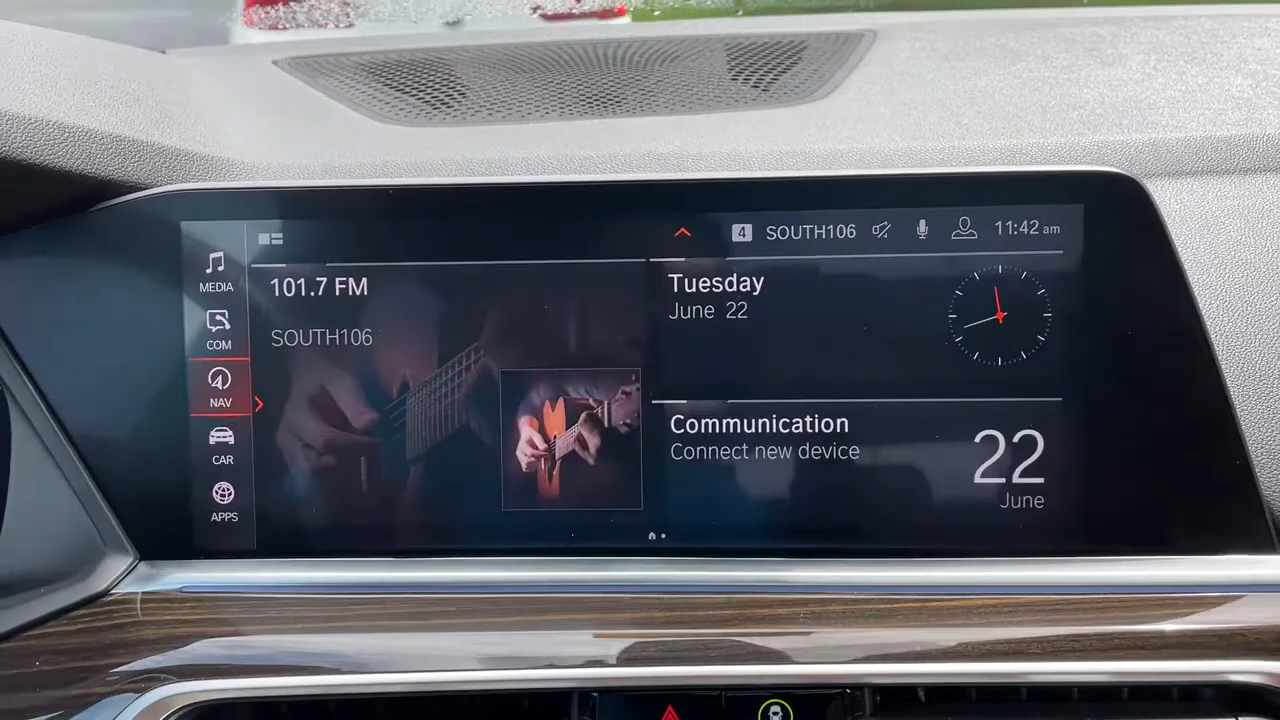 4 SOUTH106 11:42 am
MEDIA
COM
NAV
CAR
APPS
101.7 FM
SOUTH106
Tuesday
June 22
Communication
Connect new device
22
June